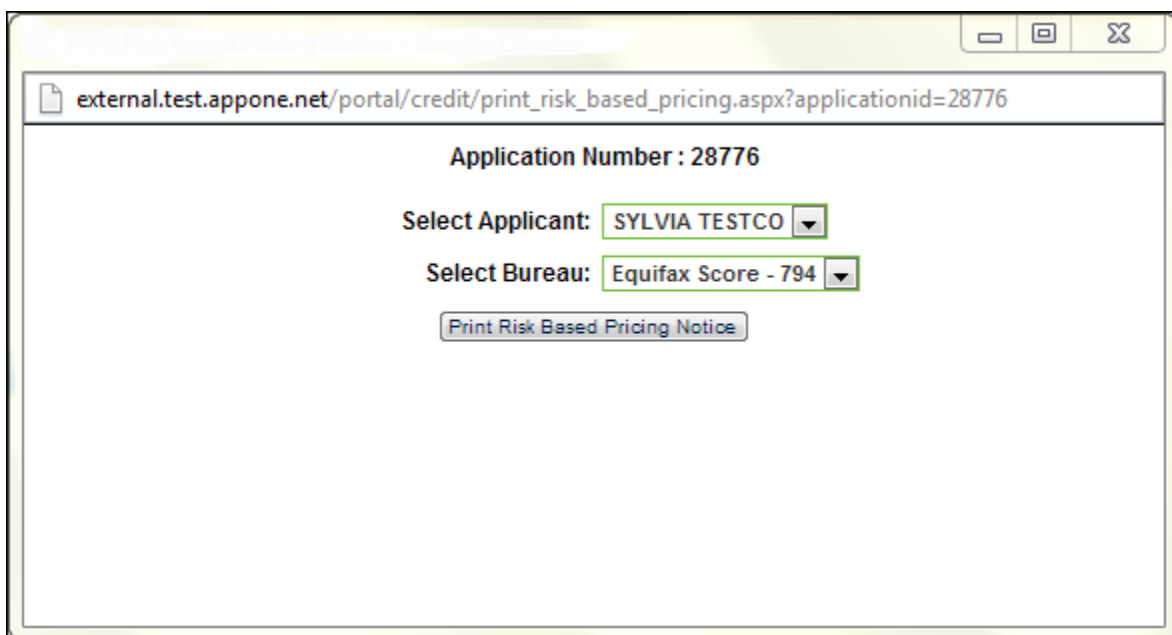 external.test.appone.net/portal/credit/print_risk_based_pricing.aspx?applicationid=28776
Application Number : 28776
Select Applicant: SYLVIA TESTCO
Select Bureau: Equifax Score - 794
Print Risk Based Pricing Notice